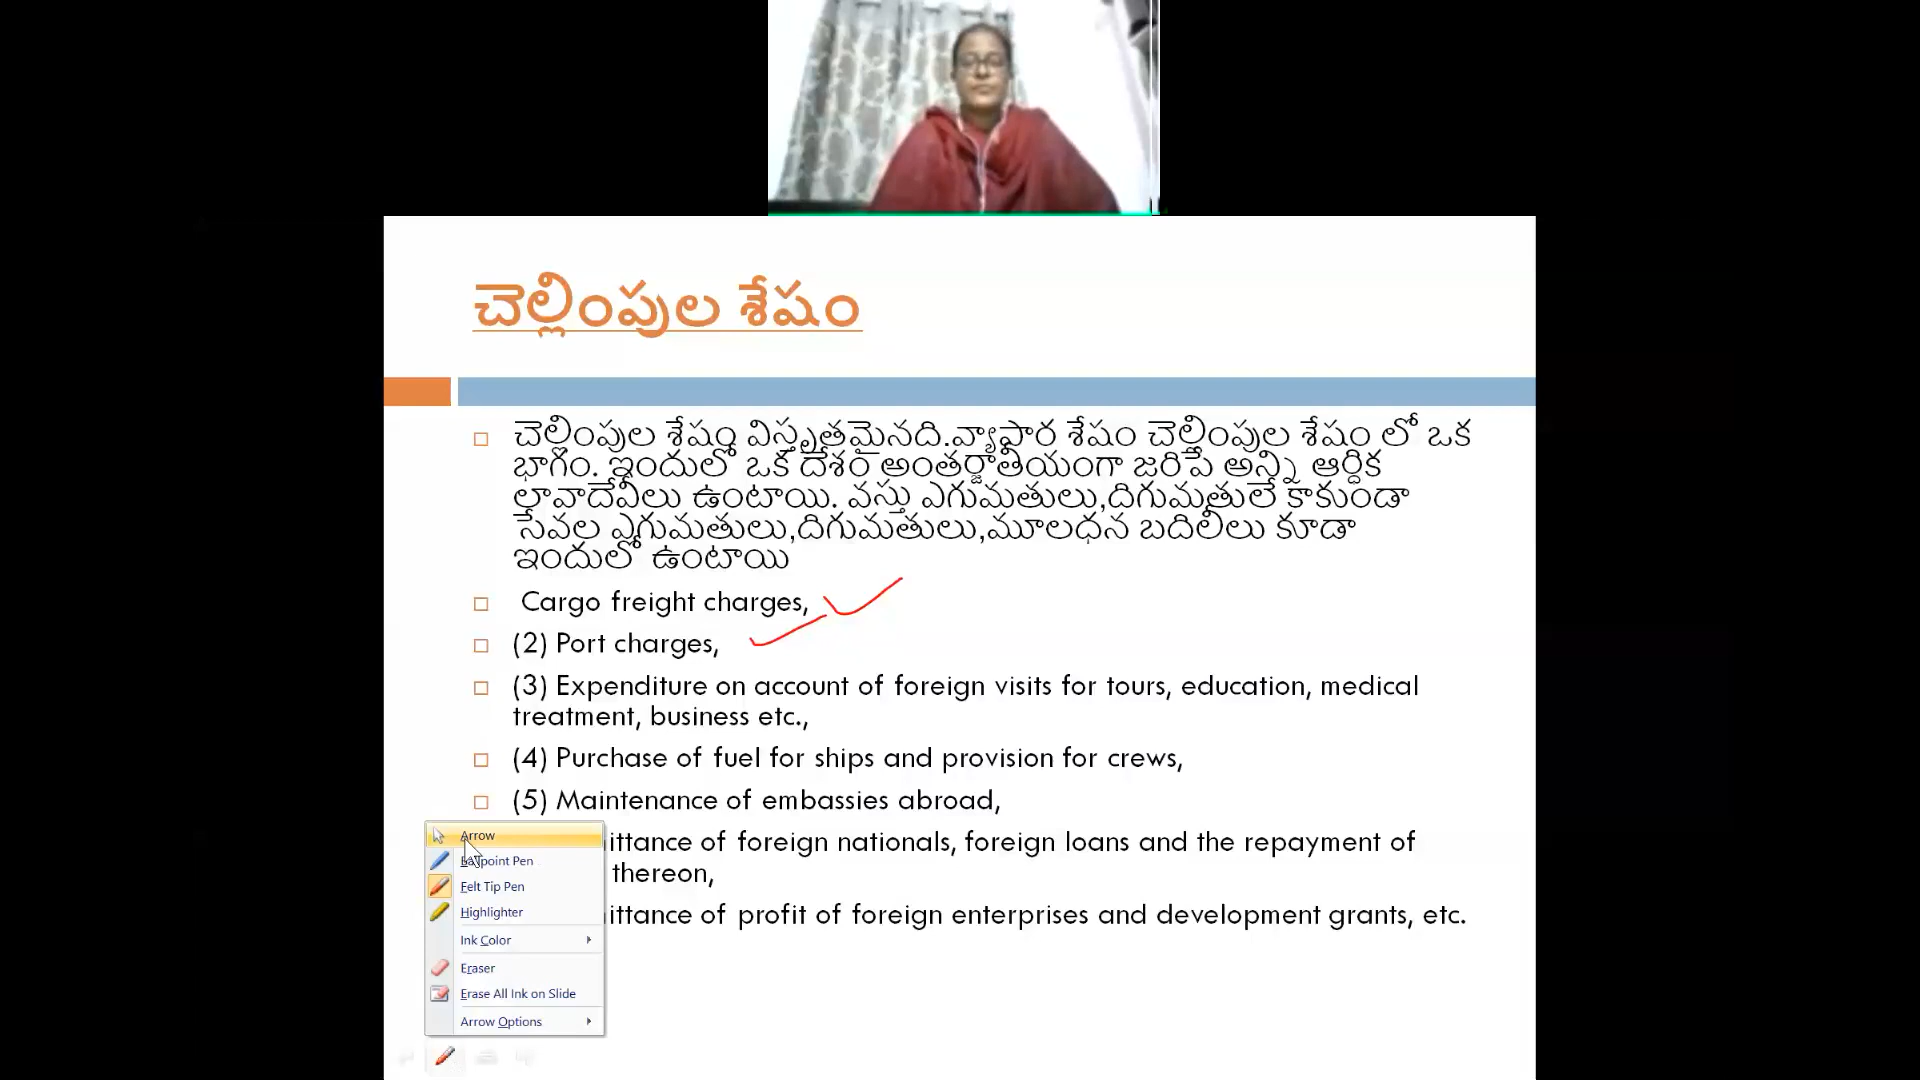 చెల్లింపుల శేషం
చెల్లింపుల శేషం విస్తృతమైనది.వ్యాపార శేషం చెల్లింపుల శేషం లో ఒక
భాగం. ఇందులో ఒక దేశం అంతర్జాతీయంగా జరిపే అన్ని ఆర్ధిక
లావాదేవీలు ఉంటాయి. వస్తు ఎగుమతులు,దిగుమతులే కాకుండా
సేవల ఎగుమతులు,దిగుమతులు,మూలధన బదిలీలు కూడా
ఇందులో ఉంటాయి
Cargo freight charges,
(2) Port charges,
(3) Expenditure on account of foreign visits for tours, education, medical
treatment, business etc.,
(4) Purchase of fuel for ships and provision for crews,
(5) Maintenance of embassies abroad,
ittance of foreign nationals, foreign loans and the repayment of
thereon,
ittance of profit of foreign enterprises and development grants, etc.
Arrow
Ballpoint Pen
Felt Tip Pen
Highlighter
Ink Color
Eraser
Erase All Ink on Slide
Arrow Options